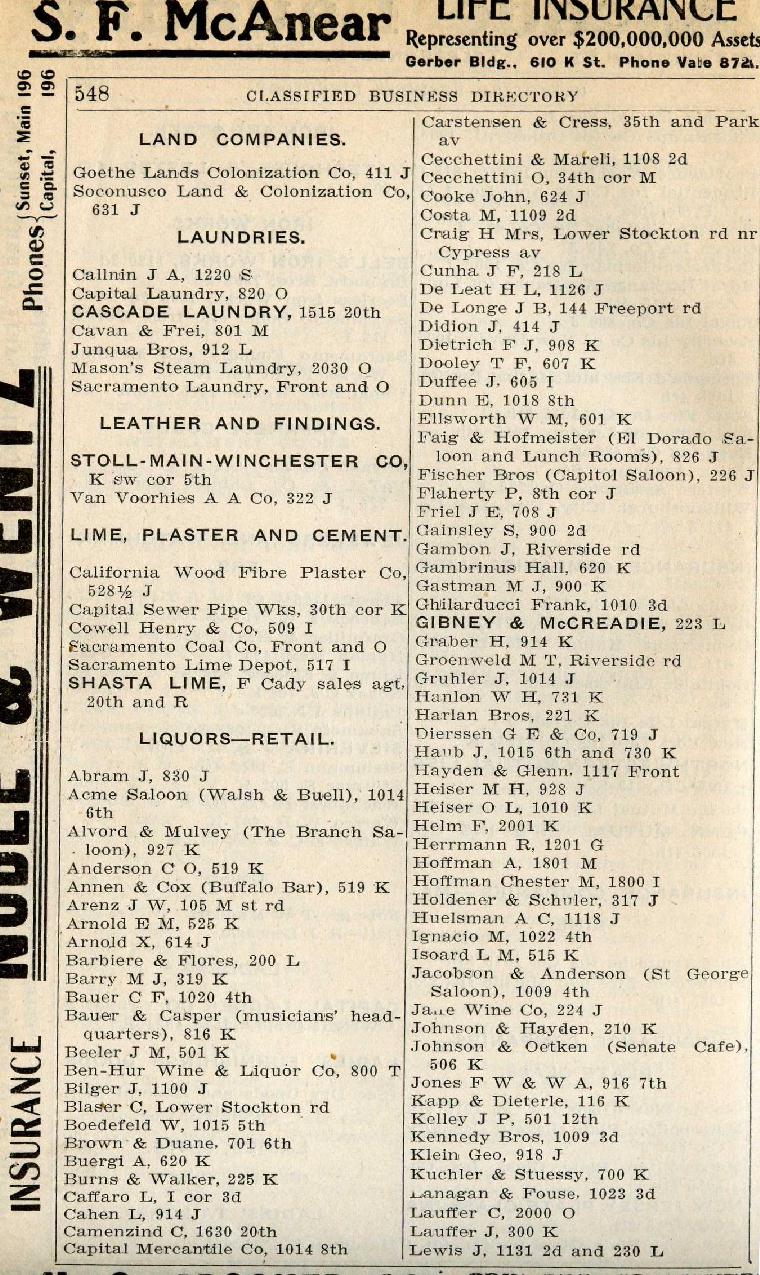 S. F. McAnear
LIFE INSURANCE
Representing over $200,000,000 Assets
Gerber Bldg., 610 K St. Phone Vale 872.
Phones { Sunset, Main 196
Capital, 196
NOBLE & WENTZ
INSURANCE
548 CLASSIFIED BUSINESS DIRECTORY
LAND COMPANIES.
Goethe Lands Colonization Co, 411 J
Soconusco Land & Colonization Co,
631 J
LAUNDRIES.
Callnin J A, 1220 S
Capital Laundry, 820 O
CASCADE LAUNDRY, 1515 20th
Cavan & Frei, 801 M
Junqua Bros, 912 L
Mason's Steam Laundry, 2030 O
Sacramento Laundry, Front and O
LEATHER AND FINDINGS.
STOLL-MAIN-WINCHESTER CO,
K sw cor 5th
Van Voorhies A A Co, 322 J
LIME, PLASTER AND CEMENT.
California Wood Fibre Plaster Co,
528½ J
Capital Sewer Pipe Wks, 30th cor K
Cowell Henry & Co, 509 I
Sacramento Coal Co, Front and O
Sacramento Lime Depot, 517 I
SHASTA LIME, F Cady sales agt,
20th and R
LIQUORS—RETAIL.
Abram J, 830 J
Acme Saloon (Walsh & Buell), 1014
6th
Alvord & Mulvey (The Branch Sa-
loon), 927 K
Anderson C O, 519 K
Annen & Cox (Buffalo Bar), 519 K
Arenz J W, 105 M st rd
Arnold E M, 525 K
Arnold X, 614 J
Barbiere & Flores, 200 L
Barry M J, 319 K
Bauer C F, 1020 4th
Bauer & Casper (musicians' head-
quarters), 816 K
Beeler J M, 501 K
Ben-Hur Wine & Liquor Co, 800 T
Bilger J, 1100 J
Blaser C, Lower Stockton rd
Boedefeld W, 1015 5th
Brown & Duane, 701 6th
Buergi A, 620 K
Burns & Walker, 225 K
Caffaro L, I cor 3d
Cahen L, 914 J
Camenzind C, 1630 20th
Capital Mercantile Co, 1014 8th
Carstensen & Cress, 35th and Park
av
Cecchettini & Mareli, 1108 2d
Cecchettini O, 34th cor M
Cooke John, 624 J
Costa M, 1109 2d
Craig H Mrs, Lower Stockton rd nr
Cypress av
Cunha J F, 218 L
De Leat H L, 1126 J
De Longe J B, 144 Freeport rd
Didion J, 414 J
Dietrich F J, 908 K
Dooley T F, 607 K
Duffee J, 605 I
Dunn E, 1018 8th
Ellsworth W M, 601 K
Faig & Hofmeister (El Dorado Sa-
loon and Lunch Rooms), 826 J
Fischer Bros (Capitol Saloon), 226 J
Flaherty P, 8th cor J
Friel J E, 708 J
Gainsley S, 900 2d
Gambon J, Riverside rd
Gambrinus Hall, 620 K
Gastman M J, 900 K
Ghilarducci Frank, 1010 3d
GIBNEY & McCREADIE, 223 L
Graber H, 914 K
Groenweld M T, Riverside rd
Gruhler J, 1014 J
Hanlon W H, 731 K
Harlan Bros, 221 K
Dierssen G E & Co, 719 J
Haub J, 1015 6th and 730 K
Hayden & Glenn, 1117 Front
Heiser M H, 928 J
Heiser O L, 1010 K
Helm F, 2001 K
Herrmann R, 1201 G
Hoffman A, 1801 M
Hoffman Chester M, 1800 I
Holdener & Schuler, 317 J
Huelsman A C, 1118 J
Ignacio M, 1022 4th
Isoard L M, 515 K
Jacobson & Anderson (St George
Saloon), 1009 4th
Wine Co, 224 J
Johnson & Hayden, 210 K
Johnson & Oetken (Senate Cafe),
506 K
Jones F W & W A, 916 7th
Kapp & Dieterle, 116 K
Kelley J P, 501 12th
Kennedy Bros, 1009 3d
Klein Geo, 918 J
Kuchler & Stuessy, 700 K
Lanagan & Fouse, 1023 3d
Lauffer C, 2000 O
Lauffer J, 300 K
Lewis J, 1131 2d and 230 L